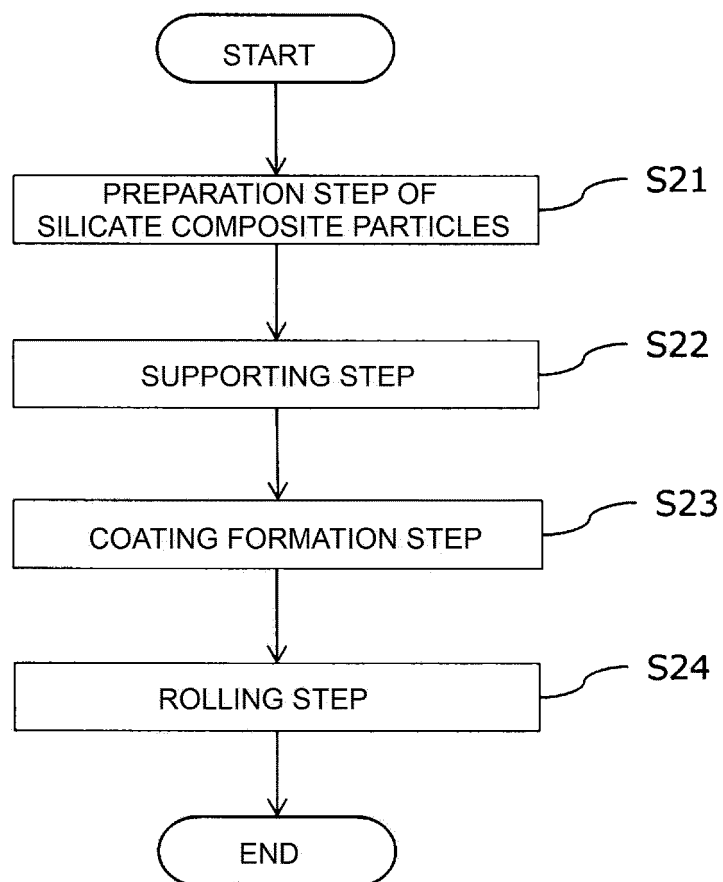 START
PREPARATION STEP OF
SILICATE COMPOSITE PARTICLES
S21
SUPPORTING STEP
S22
COATING FORMATION STEP
S23
ROLLING STEP
S24
END